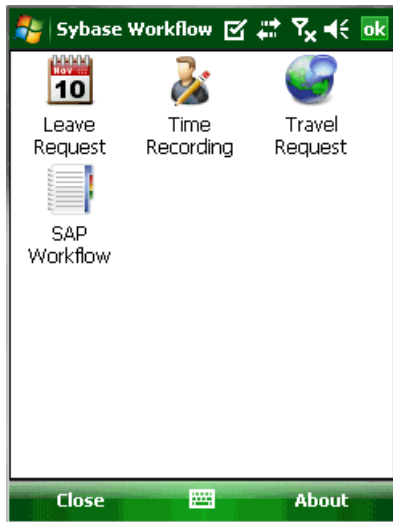 Sybase Workflow ok
NOV
10
Leave
Request
Time
Recording
Travel
Request
SAP
Workflow
Close About